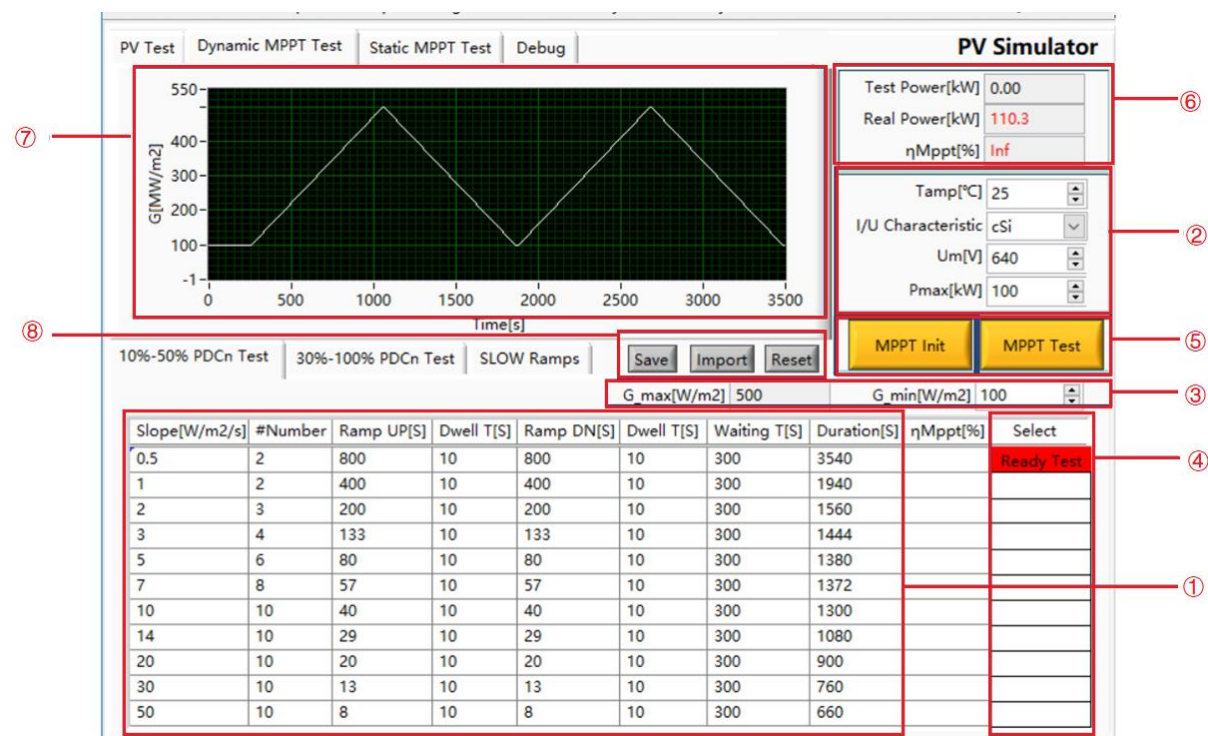 PV Test Dynamic MPPT Test Static MPPT Test Debug PV Simulator
550
400
300
200
100
-1
G[MW/m2]
0 500 1000 1500 2000 2500 3000 3500
Time[s]
⑦
Test Power[kW] 0.00
Real Power[kW] 110.3
ηMppt[%] Inf
⑥
Tamp[℃] 25
I/U Characteristic cSi
Um[V] 640
Pmax[kW] 100
②
MPPT Init MPPT Test
⑤
⑧
10%-50% PDCn Test 30%-100% PDCn Test SLOW Ramps Save Import Reset
G_max[W/m2] 500 G_min[W/m2] 100
③
Slope[W/m2/s] #Number Ramp UP[S] Dwell T[S] Ramp DN[S] Dwell T[S] Waiting T[S] Duration[S] ηMppt[%] Select
0.5 2 800 10 800 10 300 3540 Ready Test
④
1 2 400 10 400 10 300 1940
2 3 200 10 200 10 300 1560
3 4 133 10 133 10 300 1444
5 6 80 10 80 10 300 1380
7 8 57 10 57 10 300 1372
①
10 10 40 10 40 10 300 1300
14 10 29 10 29 10 300 1080
20 10 20 10 20 10 300 900
30 10 13 10 13 10 300 760
50 10 8 10 8 10 300 660